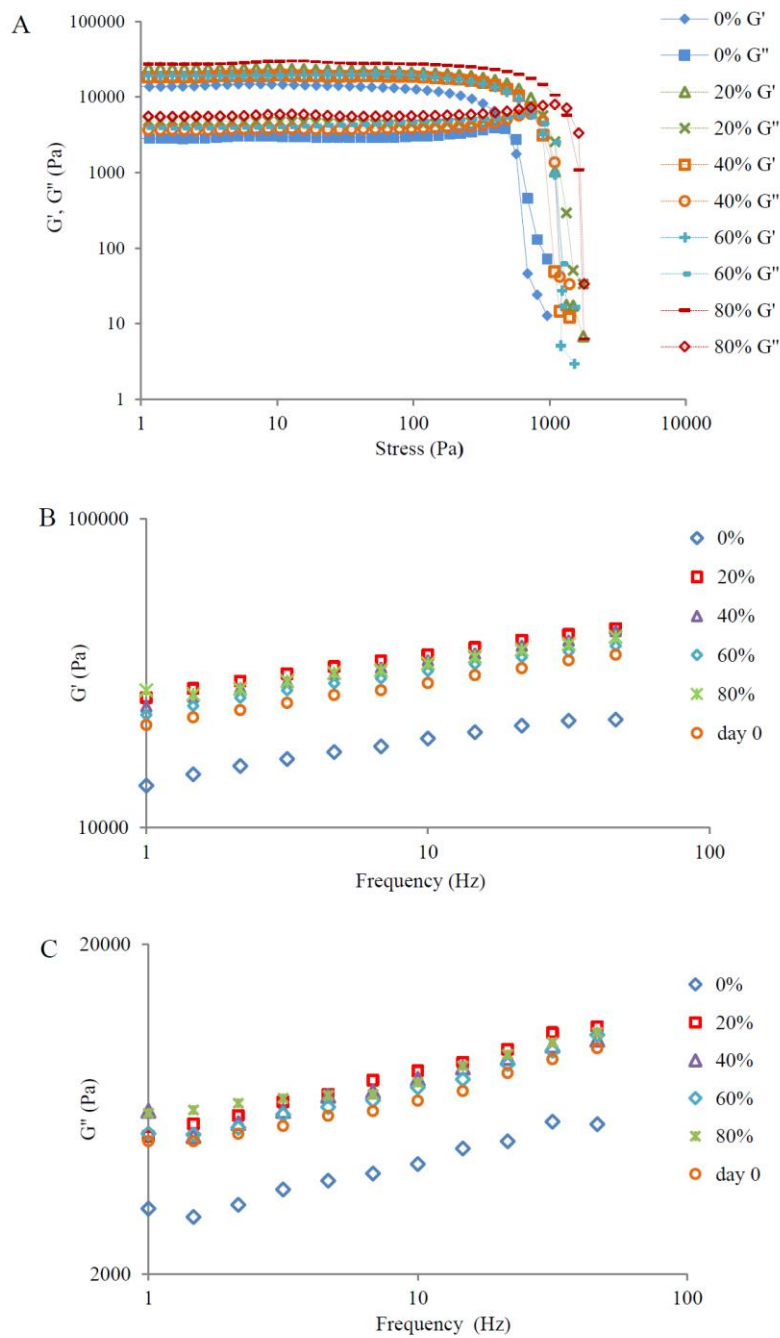 A
100000
10000
1000
100
10
1
G', G" (Pa)
1
10
100
1000
10000
Stress (Pa)
0% G'
0% G"
20% G'
20% G"
40% G'
40% G"
60% G'
60% G"
80% G'
80% G"
B
100000
10000
G' (Pa)
1
10
100
Frequency (Hz)
0%
20%
40%
60%
80%
day 0
C
20000
2000
G" (Pa)
1
10
100
Frequency (Hz)
0%
20%
40%
60%
80%
day 0